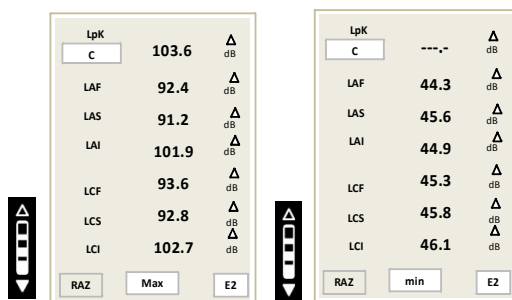 LpK
C 103.6 Δ dB
LAF 92.4 Δ dB
LAS 91.2 Δ dB
LAI 101.9 Δ dB
LCF 93.6 Δ dB
LCS 92.8 Δ dB
LCI 102.7 Δ dB
RAZ Max E2
LpK
C ---.- Δ dB
LAF 44.3 Δ dB
LAS 45.6 Δ dB
LAI 44.9 Δ dB
LCF 45.3 Δ dB
LCS 45.8 Δ dB
LCI 46.1 Δ dB
RAZ min E2